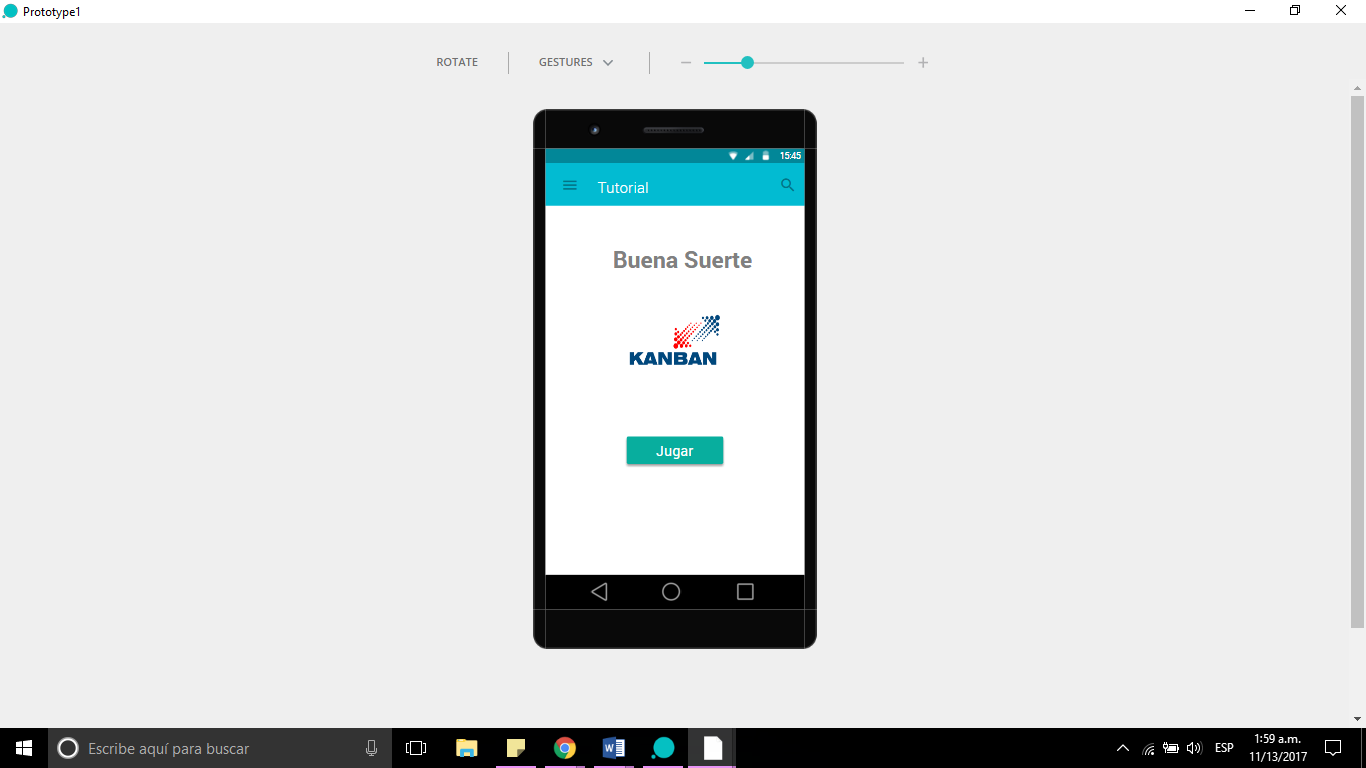 Prototype1
ROTATE
GESTURES
15:45
Tutorial
Buena Suerte
KANBAN
Jugar
Escribe aquí para buscar
ESP
1:59 a.m.
11/13/2017